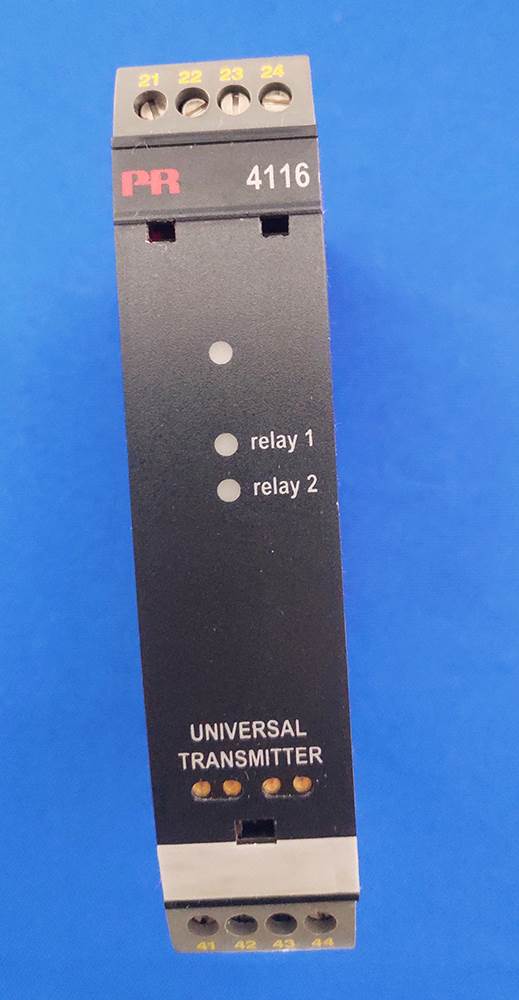 21 22 23 24
PR 4116
relay 1
relay 2
UNIVERSAL
TRANSMITTER
41 42 43 44